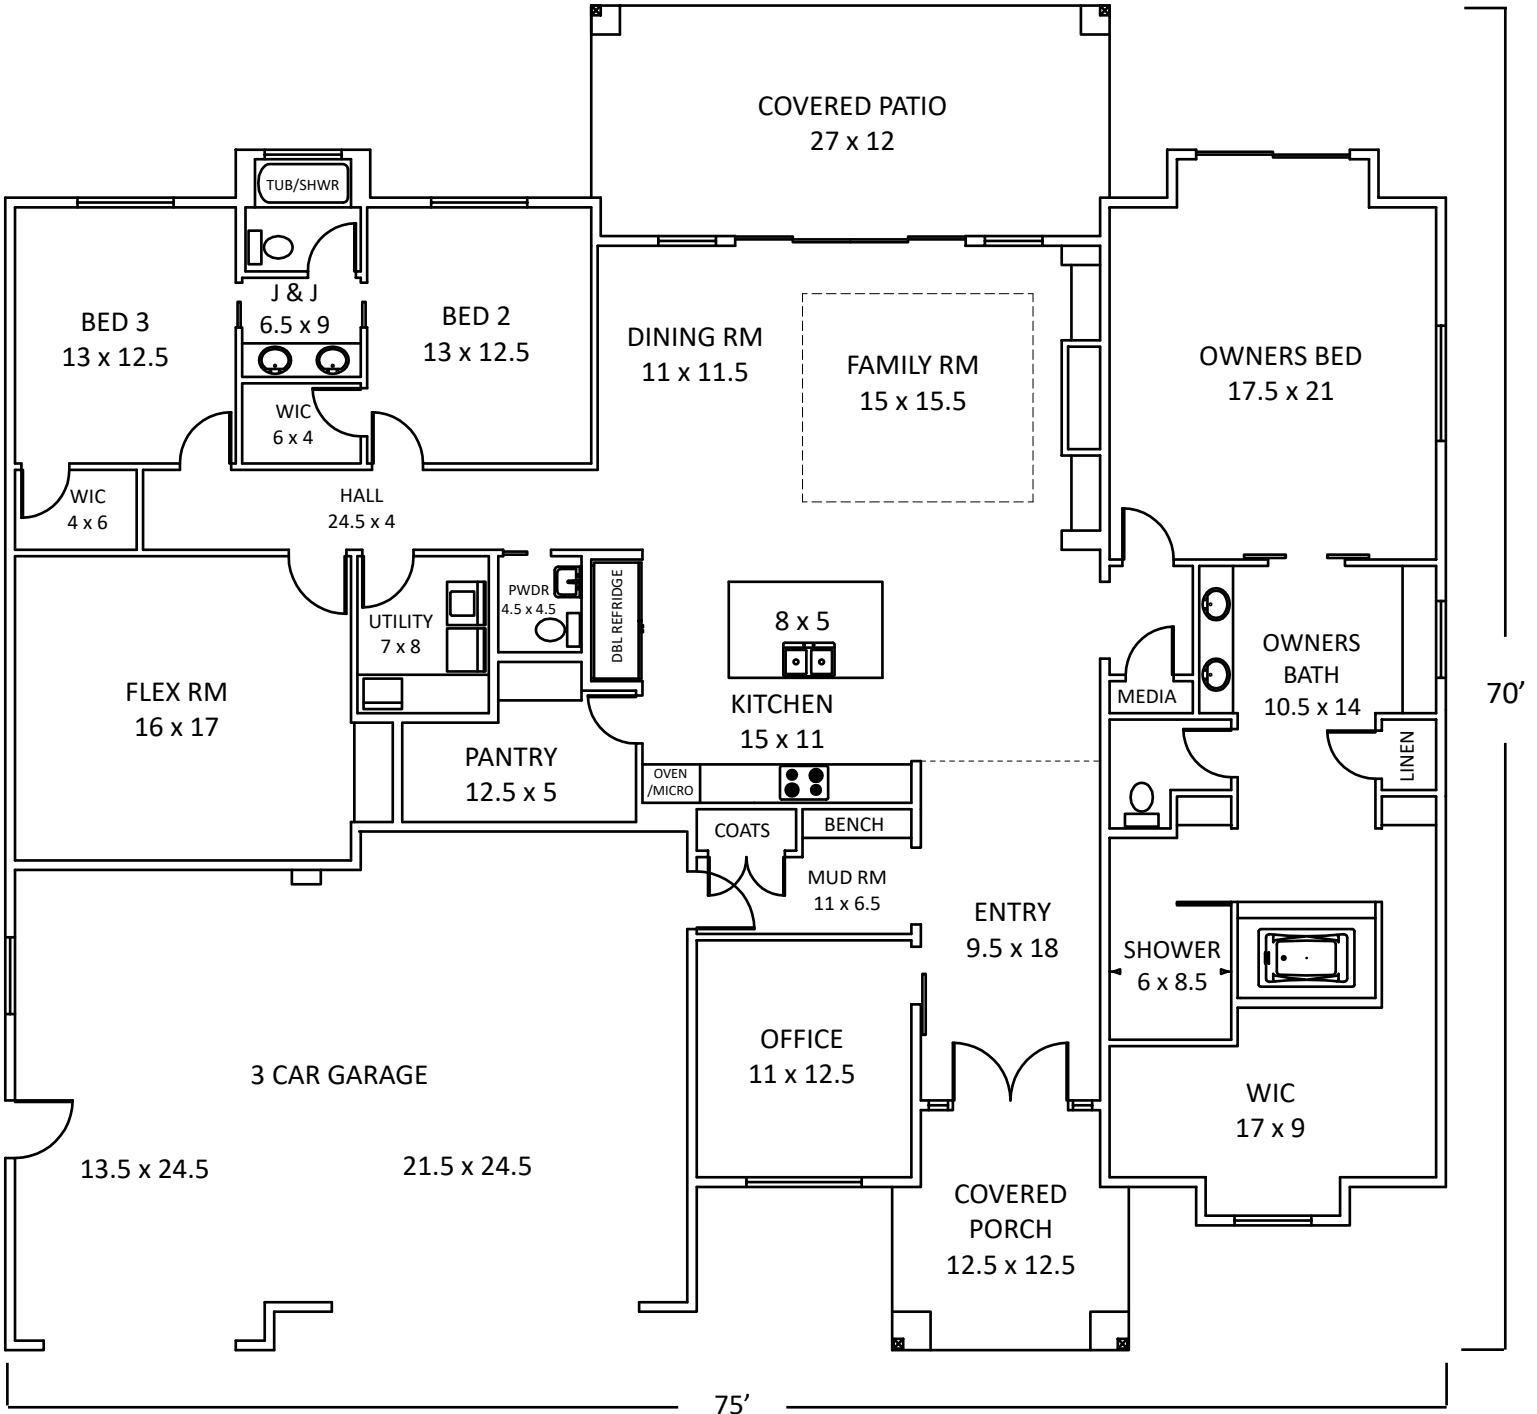 COVERED PATIO
27 x 12
TUB/SHWR
J & J
6.5 x 9
BED 3
13 x 12.5
BED 2
13 x 12.5
DINING RM
11 x 11.5
FAMILY RM
15 x 15.5
OWNERS BED
17.5 x 21
WIC
6 x 4
WIC
4 x 6
HALL
24.5 x 4
PWDR
4.5 x 4.5
DBL REFRIDGE
UTILITY
7 x 8
8 x 5
OWNERS
BATH
10.5 x 14
MEDIA
70’
FLEX RM
16 x 17
KITCHEN
15 x 11
PANTRY
12.5 x 5
OVEN
/MICRO
LINEN
COATS
BENCH
MUD RM
11 x 6.5
ENTRY
9.5 x 18
SHOWER
6 x 8.5
OFFICE
11 x 12.5
3 CAR GARAGE
13.5 x 24.5
21.5 x 24.5
WIC
17 x 9
COVERED
PORCH
12.5 x 12.5
75’